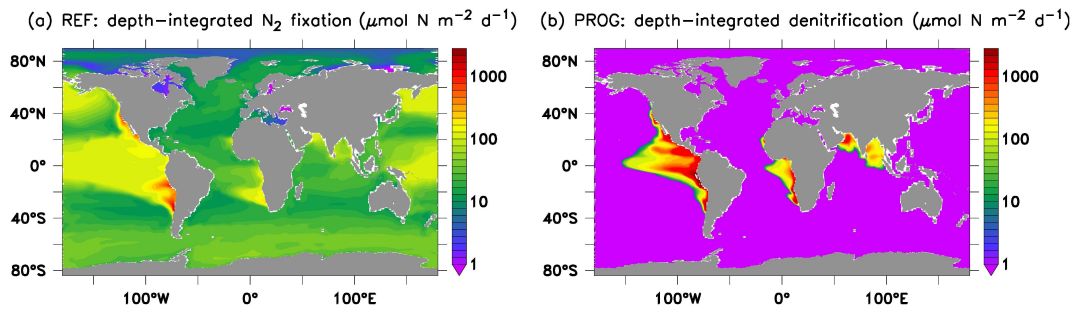 (a) REF: depth-integrated N₂ fixation (μmol N m⁻² d⁻¹)
80°N
40°N
0°
40°S
80°S
100°W 0° 100°E
1000
100
10
1
(b) PROG: depth-integrated denitrification (μmol N m⁻² d⁻¹)
80°N
40°N
0°
40°S
80°S
100°W 0° 100°E
1000
100
10
1